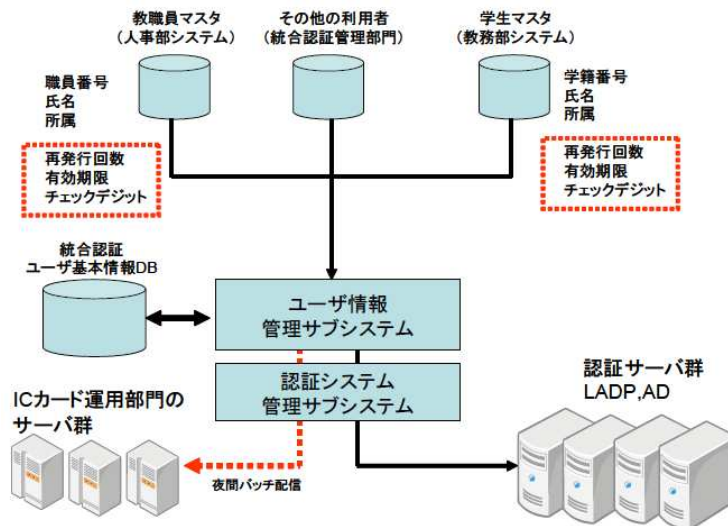 教職員マスタ
（人事部システム）
その他の利用者
（統合認証管理部門）
学生マスタ
（教務部システム）
職員番号
氏名
所属
学籍番号
氏名
所属
再発行回数
有効期限
チェックデジット
再発行回数
有効期限
チェックデジット
統合認証
ユーザ基本情報DB
ユーザ情報
管理サブシステム
認証システム
管理サブシステム
ICカード運用部門の
サーバ群
認証サーバ群
LADP,AD
夜間バッチ配信